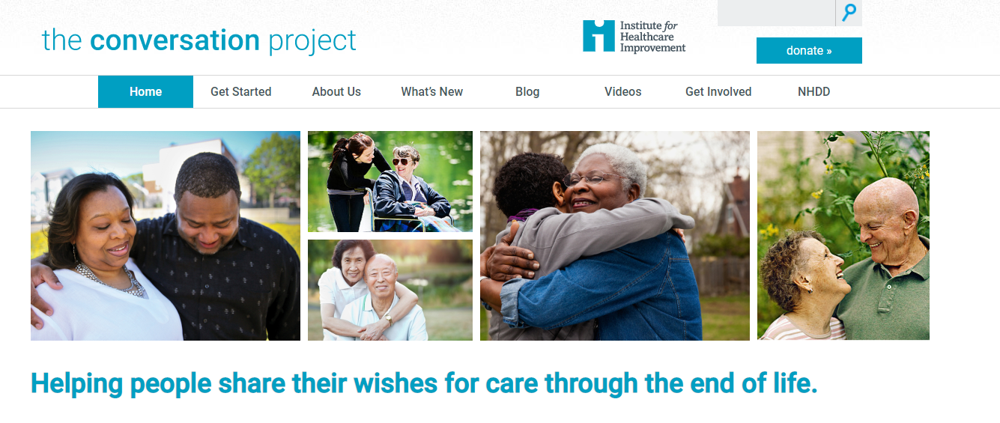 the conversation project
Institute for
Healthcare
Improvement
donate »
Home
Get Started
About Us
What’s New
Blog
Videos
Get Involved
NHDD
Helping people share their wishes for care through the end of life.